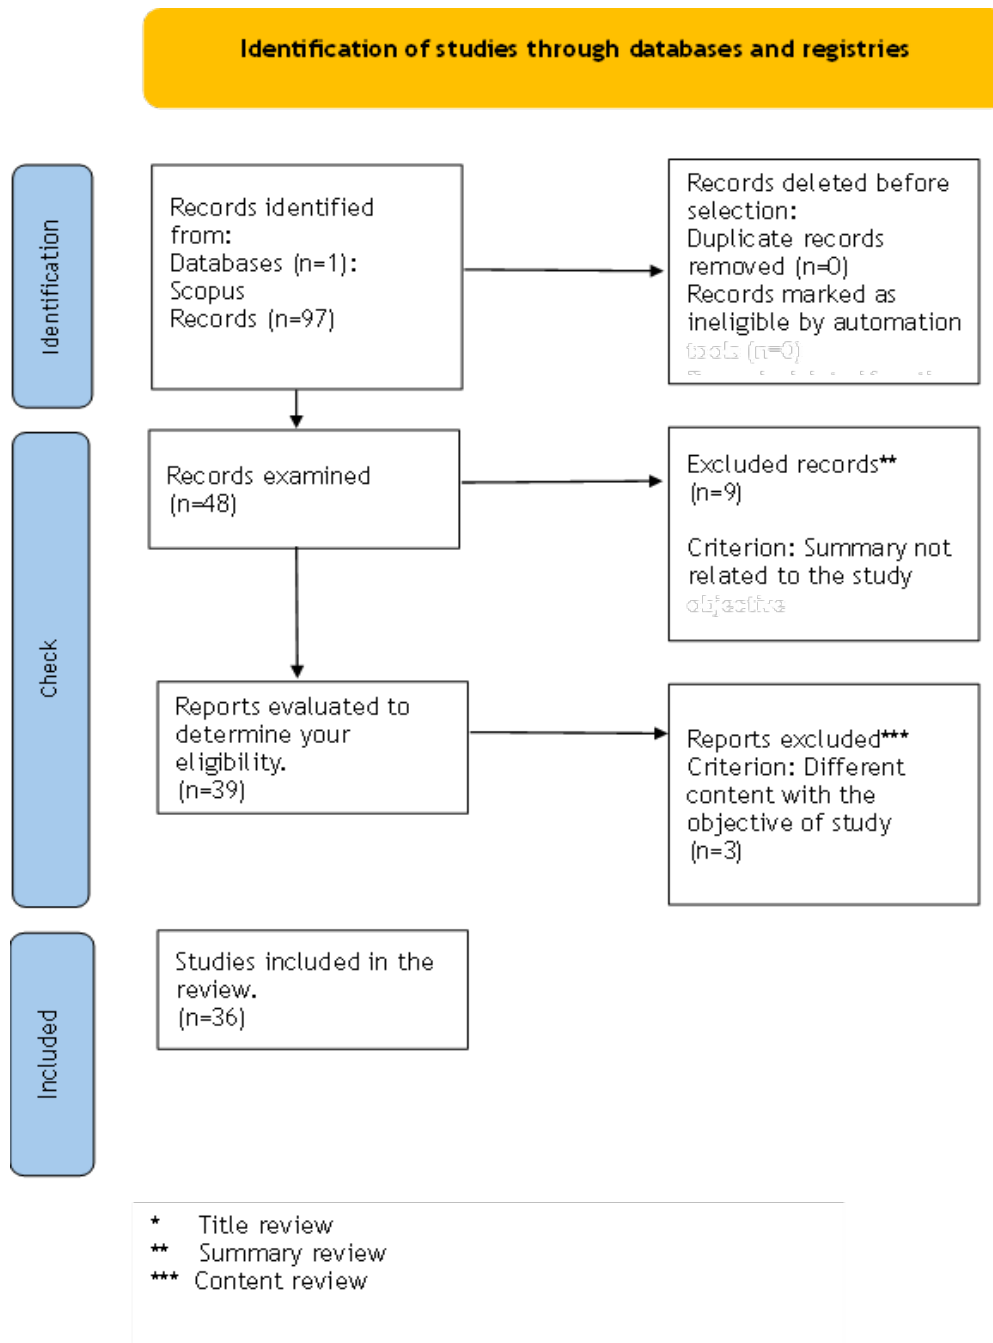 Identification of studies through databases and registries
Identification
Records identified
from:
Databases (n=1):
Scopus
Records (n=97)
Records deleted before
selection:
Duplicate records
removed (n=0)
Records marked as
ineligible by automation
tools (n=0)
Check
Records examined
(n=48)
Excluded records**
(n=9)
Criterion: Summary not
related to the study
objective
Reports evaluated to
determine your
eligibility.
(n=39)
Reports excluded***
Criterion: Different
content with the
objective of study
(n=3)
Included
Studies included in the
review.
(n=36)
* Title review
** Summary review
*** Content review